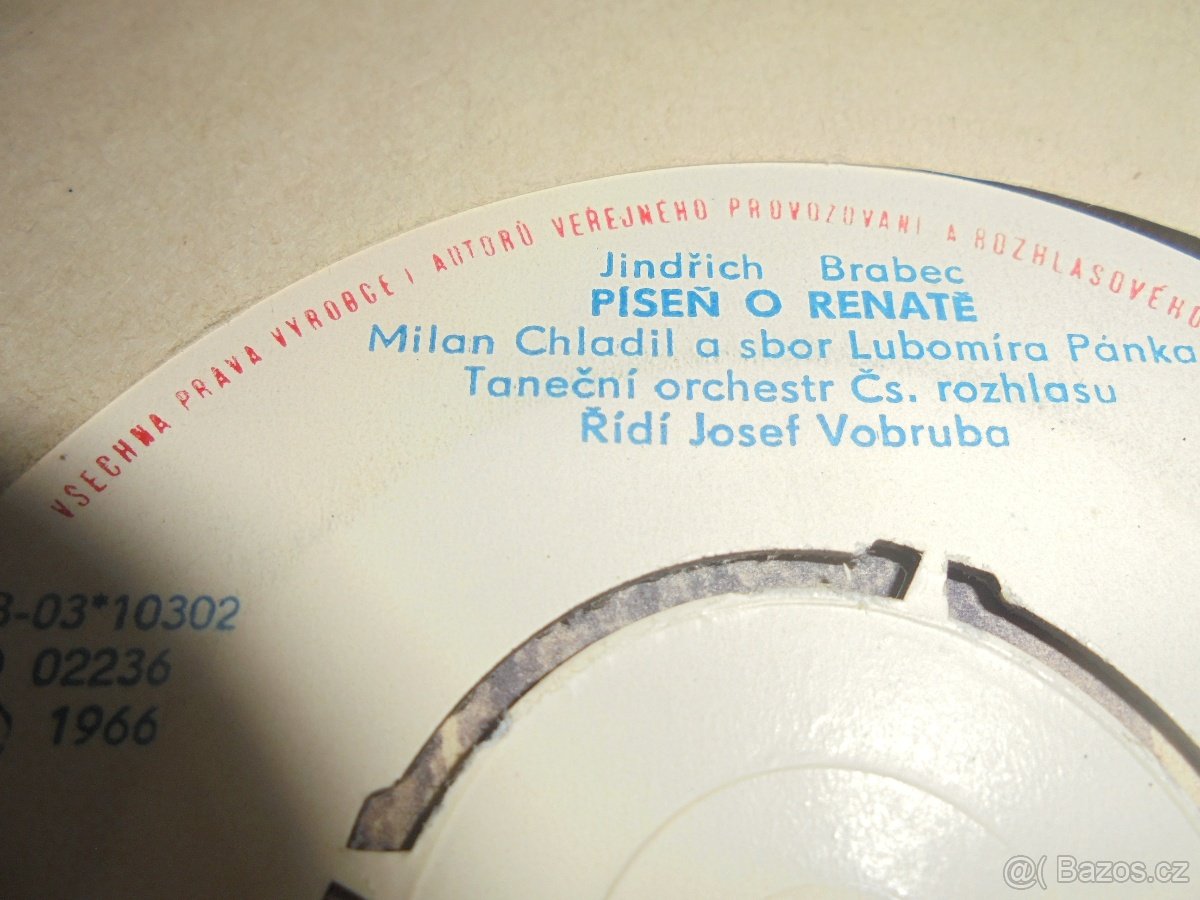 VŠECHNA PRÁVA VÝROBCE I AUTORŮ VEŘEJNÉHO PROVOZOVÁNÍ A ROZHLASOVÉHO
Jindřich Brabec
PÍSEŇ O RENATĚ
Milan Chladil a sbor Lubomíra Pánka
Taneční orchestr Čs. rozhlasu
Řídí Josef Vobruba
-03*10302
02236
1966
@( Bazos.cz